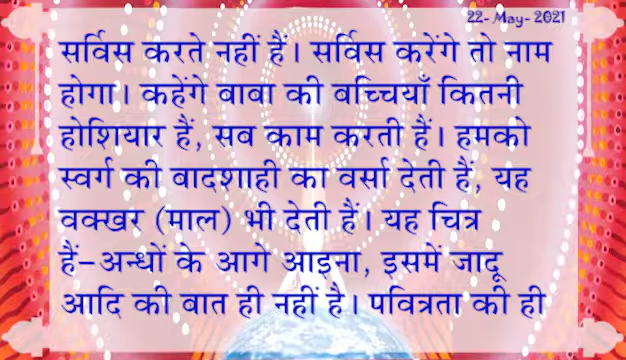 22- May- 2021
सर्विस करते नहीं हैं। सर्विस करेंगे तो नाम
होगा। कहेंगे बाबा की बच्चियाँ कितनी
होशियार हैं, सब काम करती हैं। हमको
स्वर्ग की बादशाही का वर्सा देती हैं, यह
वक्खर (माल) भी देती हैं। यह चित्र
हैं–अन्धों के आगे आइना, इसमें जादू
आदि की बात ही नहीं है। पवित्रता की ही